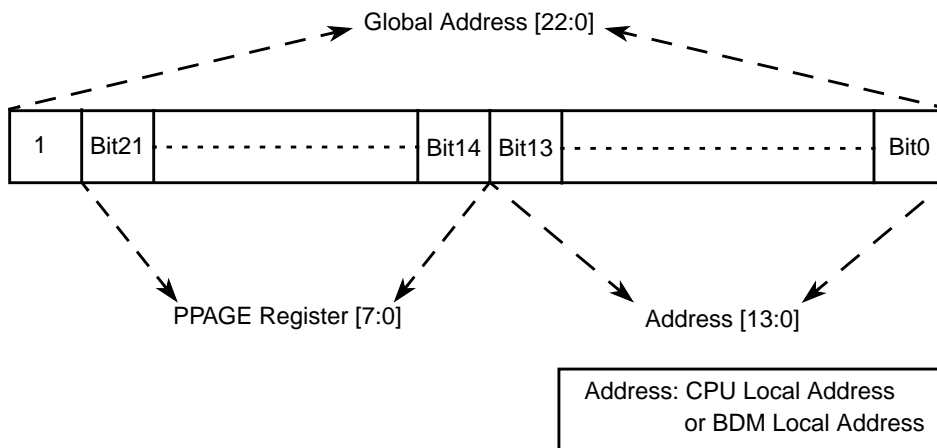 Global Address [22:0]
1 Bit21 Bit14 Bit13 Bit0
PPAGE Register [7:0]
Address [13:0]
Address: CPU Local Address
or BDM Local Address